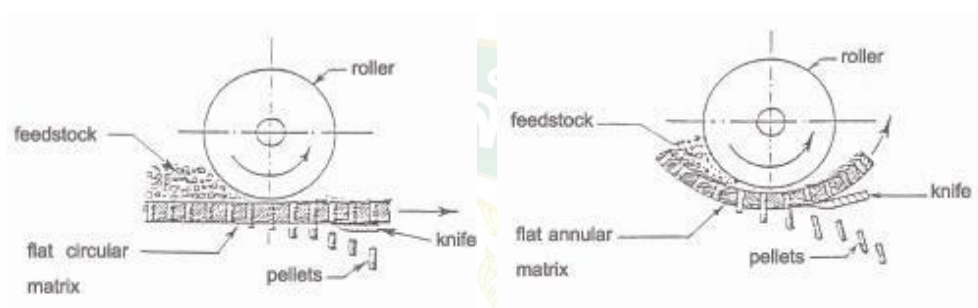 roller
feedstock
flat circular
matrix
knife
pellets
roller
feedstock
knife
flat annular
matrix
pellets